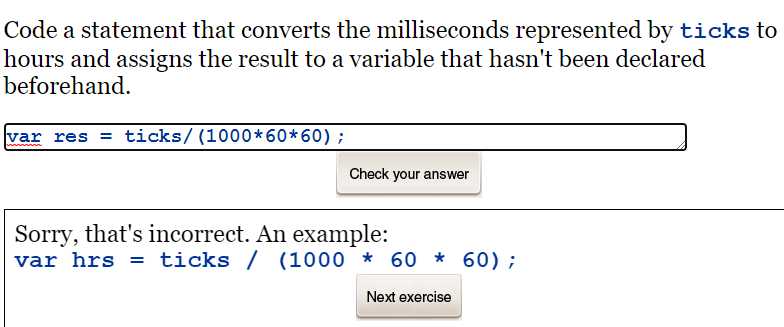 Code a statement that converts the milliseconds represented by ticks to
hours and assigns the result to a variable that hasn't been declared
beforehand.
var res = ticks/(1000*60*60);
Check your answer
Sorry, that's incorrect. An example:
var hrs = ticks / (1000 * 60 * 60);
Next exercise